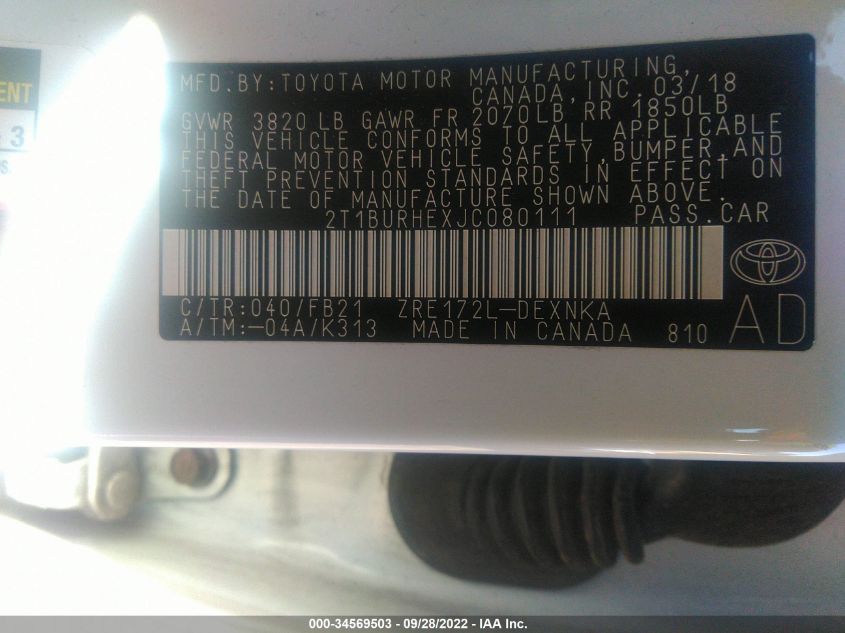 MFD.BY:TOYOTA MOTOR MANUFACTURING,
CANADA,INC. 03/18
GVWR 3820 LB GAWR FR 2070LB RR 1850LB
THIS VEHICLE CONFORMS TO ALL APPLICABLE
FEDERAL MOTOR VEHICLE SAFETY,BUMPER,AND
THEFT PREVENTION STANDARDS IN EFFECT ON
THE DATE OF MANUFACTURE SHOWN ABOVE.
2T1BURHEXJC080111 PASS.CAR
C/TR:040/FB21 ZRE172L-DEXNKA
A/TM:-04A/K313 MADE IN CANADA 810
AD
ENT
3
000-34569503 - 09/28/2022 - IAA Inc.